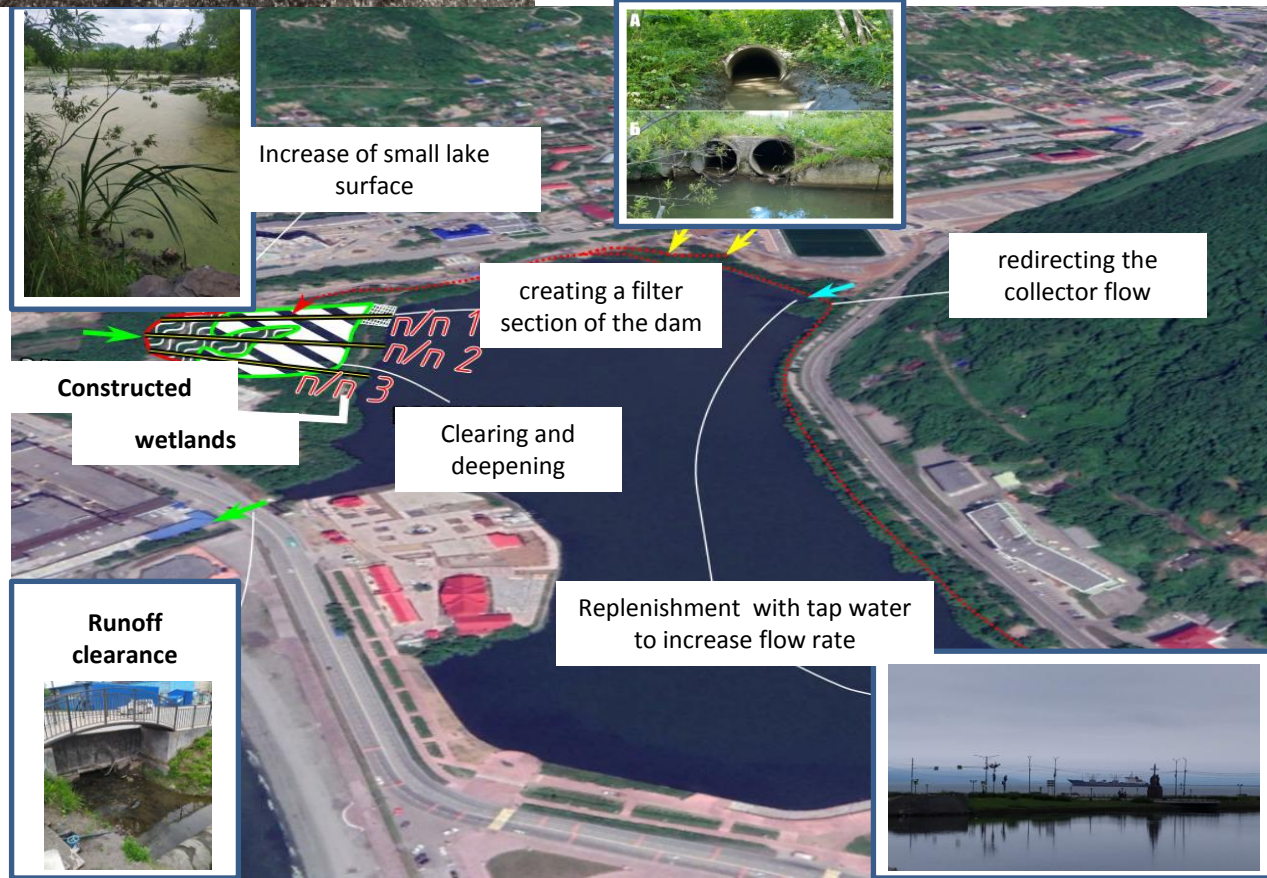 А
Б
Increase of small lake
surface
creating a filter
section of the dam
redirecting the
collector flow
п/п 1
п/п 2
п/п 3
Constructed
wetlands
Clearing and
deepening
Replenishment with tap water
to increase flow rate
Runoff
clearance